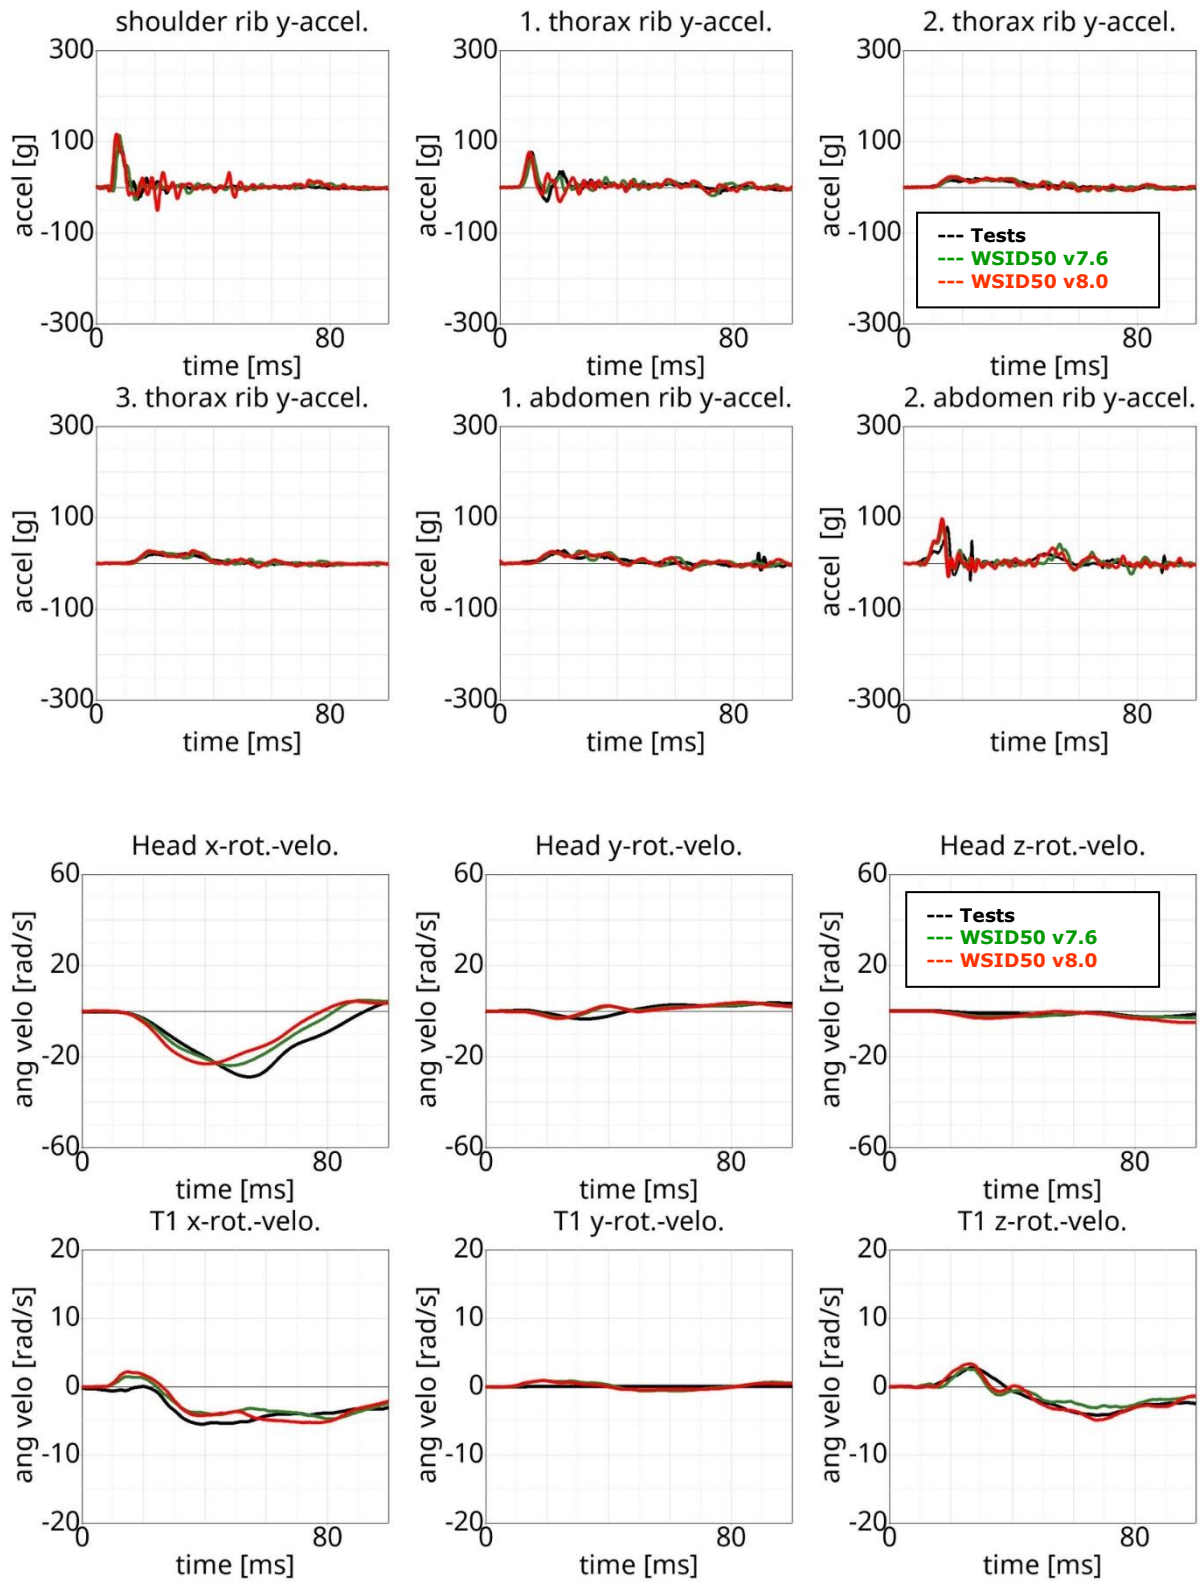 shoulder rib y-accel.
1. thorax rib y-accel.
2. thorax rib y-accel.
300
100
-100
-300
accel [g]
0
80
time [ms]
300
100
-100
-300
accel [g]
0
80
time [ms]
300
100
-100
-300
accel [g]
--- Tests
--- WSID50 v7.6
--- WSID50 v8.0
0
80
time [ms]
3. thorax rib y-accel.
1. abdomen rib y-accel.
2. abdomen rib y-accel.
300
100
-100
-300
accel [g]
0
80
time [ms]
300
100
-100
-300
accel [g]
0
80
time [ms]
300
100
-100
-300
accel [g]
0
80
time [ms]
Head x-rot.-velo.
Head y-rot.-velo.
Head z-rot.-velo.
60
20
-20
-60
ang velo [rad/s]
0
80
time [ms]
60
20
-20
-60
ang velo [rad/s]
0
80
time [ms]
60
20
-20
-60
ang velo [rad/s]
--- Tests
--- WSID50 v7.6
--- WSID50 v8.0
0
80
time [ms]
T1 x-rot.-velo.
T1 y-rot.-velo.
T1 z-rot.-velo.
20
10
0
-10
-20
ang velo [rad/s]
0
80
time [ms]
20
10
0
-10
-20
ang velo [rad/s]
0
80
time [ms]
20
10
0
-10
-20
ang velo [rad/s]
0
80
time [ms]